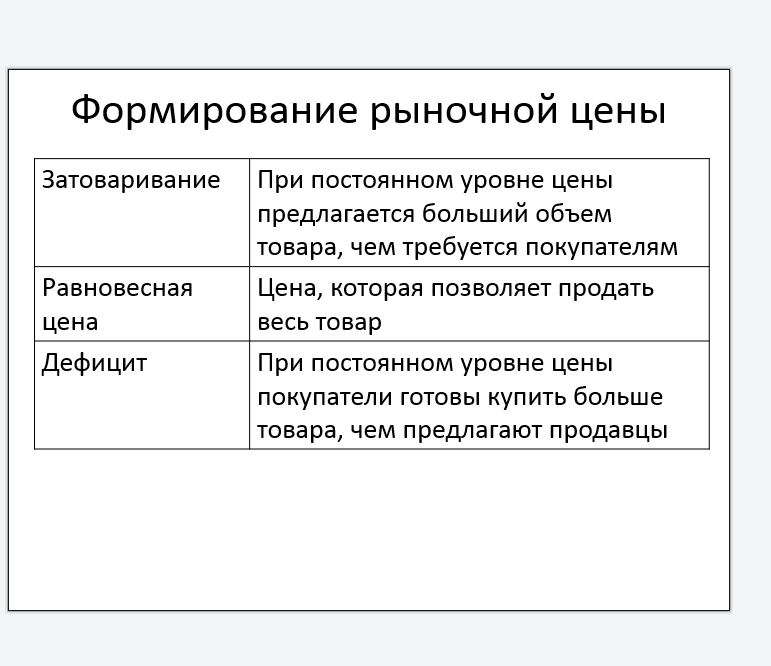 Формирование рыночной цены
Затоваривание
При постоянном уровне цены
предлагается больший объем
товара, чем требуется покупателям
Равновесная
цена
Цена, которая позволяет продать
весь товар
Дефицит
При постоянном уровне цены
покупатели готовы купить больше
товара, чем предлагают продавцы